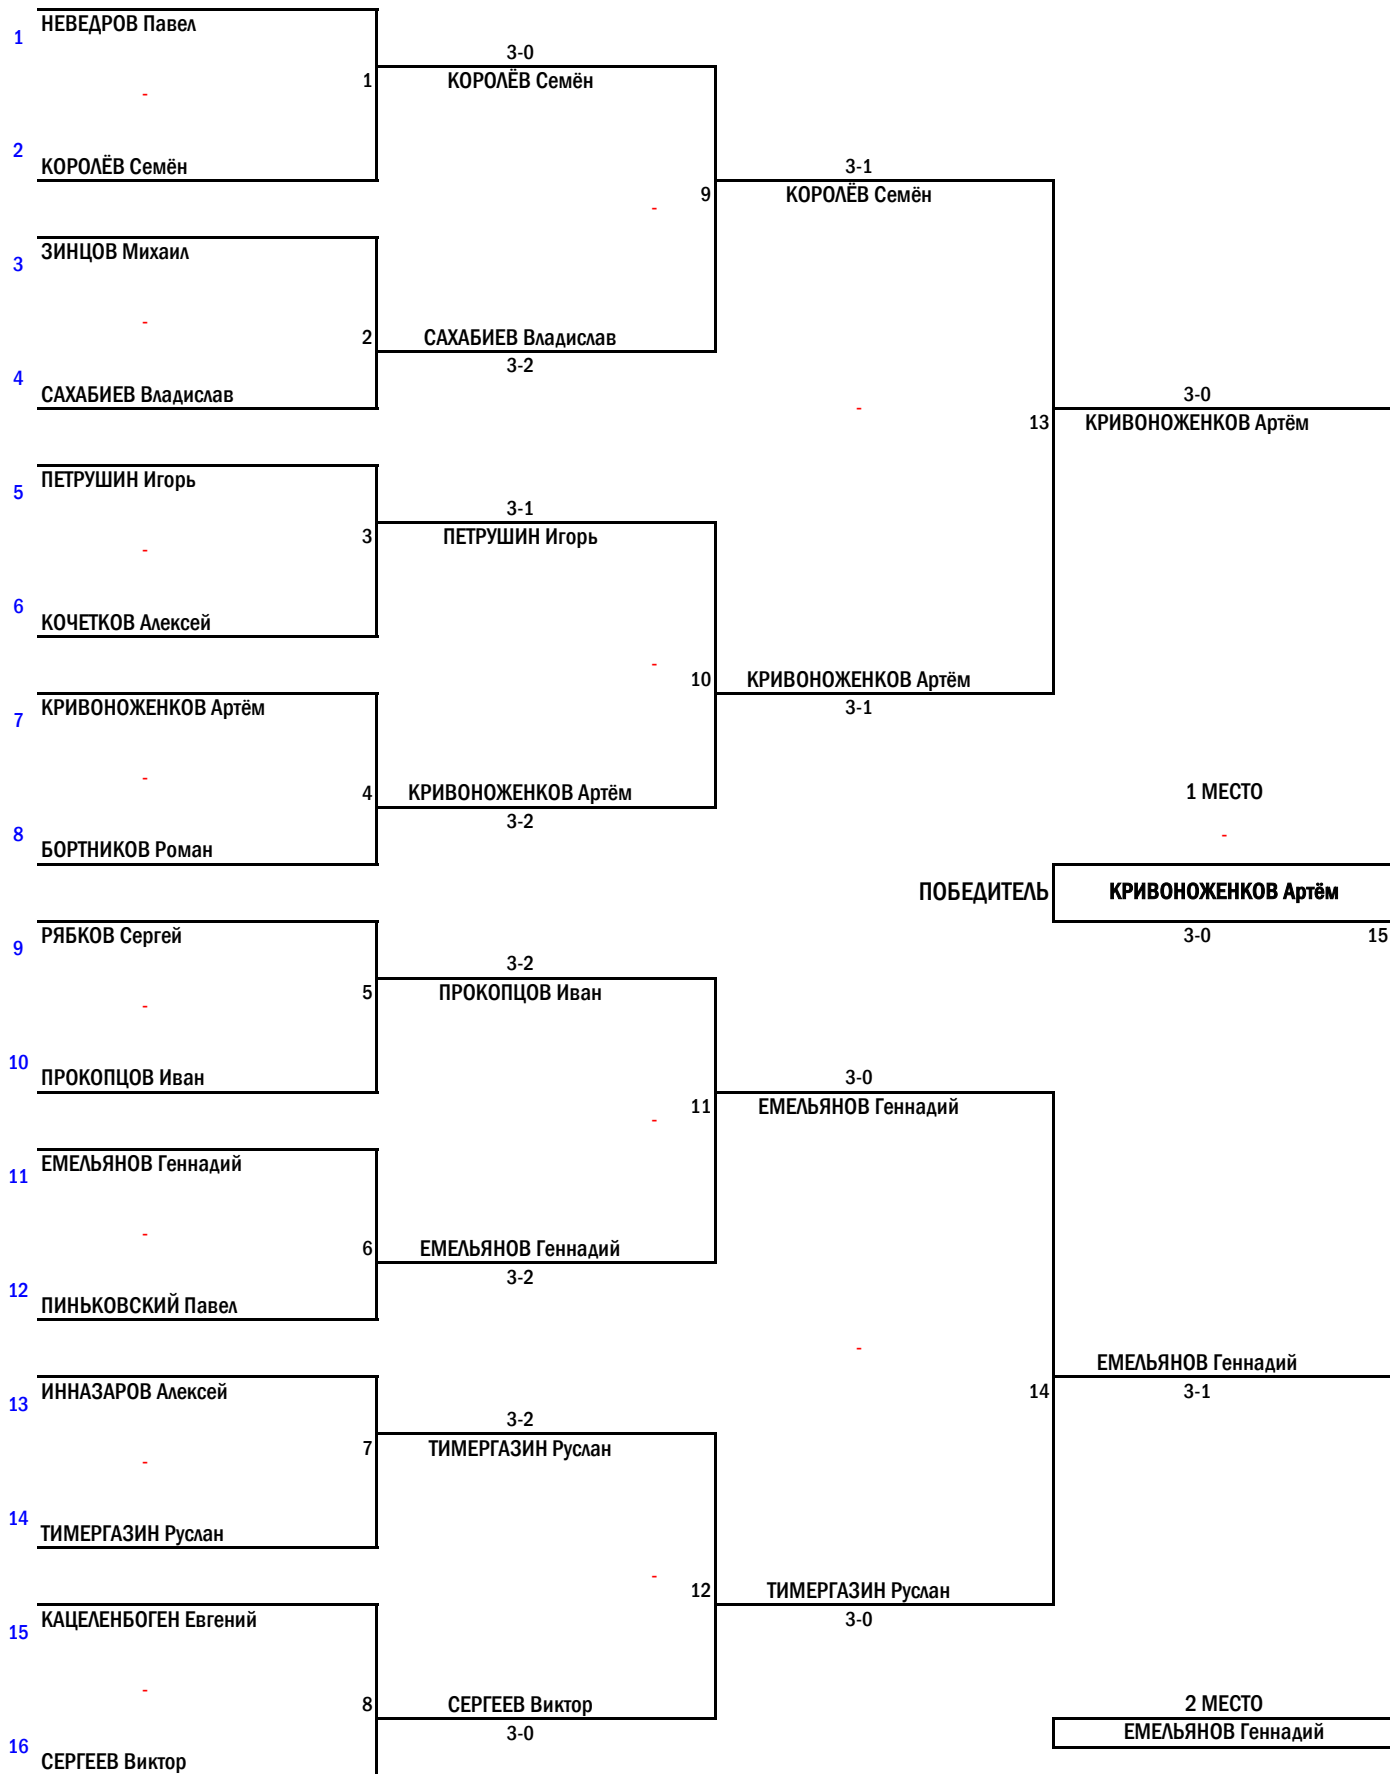 НЕВЕДРОВ Павел
1
3-0
1
КОРОЛЁВ Семён
-
2
КОРОЛЁВ Семён
3-1
9
КОРОЛЁВ Семён
-
ЗИНЦОВ Михаил
3
-
2
САХАБИЕВ Владислав
3-2
4
САХАБИЕВ Владислав
3-0
-
13
КРИВОНОЖЕНКОВ Артём
ПЕТРУШИН Игорь
5
3-1
3
ПЕТРУШИН Игорь
-
6
КОЧЕТКОВ Алексей
-
10
КРИВОНОЖЕНКОВ Артём
3-1
КРИВОНОЖЕНКОВ Артём
7
-
4
КРИВОНОЖЕНКОВ Артём
3-2
1 МЕСТО
-
8
БОРТНИКОВ Роман
ПОБЕДИТЕЛЬ
КРИВОНОЖЕНКОВ Артём
3-0
15
РЯБКОВ Сергей
9
3-2
5
ПРОКОПЦОВ Иван
-
10
ПРОКОПЦОВ Иван
3-0
11
ЕМЕЛЬЯНОВ Геннадий
-
ЕМЕЛЬЯНОВ Геннадий
11
-
6
ЕМЕЛЬЯНОВ Геннадий
3-2
12
ПИНЬКОВСКИЙ Павел
-
ЕМЕЛЬЯНОВ Геннадий
14
3-1
ИННАЗАРОВ Алексей
13
3-2
7
ТИМЕРГАЗИН Руслан
-
14
ТИМЕРГАЗИН Руслан
-
12
ТИМЕРГАЗИН Руслан
3-0
КАЦЕЛЕНБОГЕН Евгений
15
-
8
СЕРГЕЕВ Виктор
3-0
2 МЕСТО
ЕМЕЛЬЯНОВ Геннадий
16
СЕРГЕЕВ Виктор